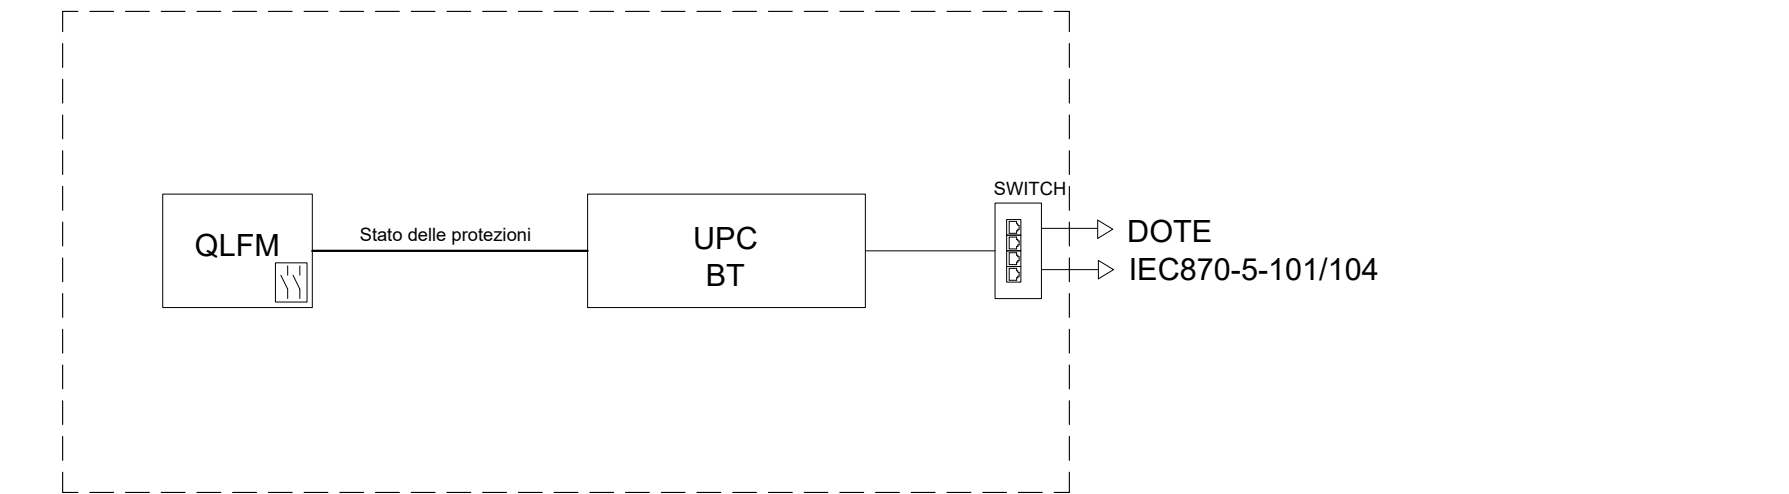 SWITCH
QLFM
Stato delle protezioni
UPC
BT
DOTE
IEC870-5-101/104